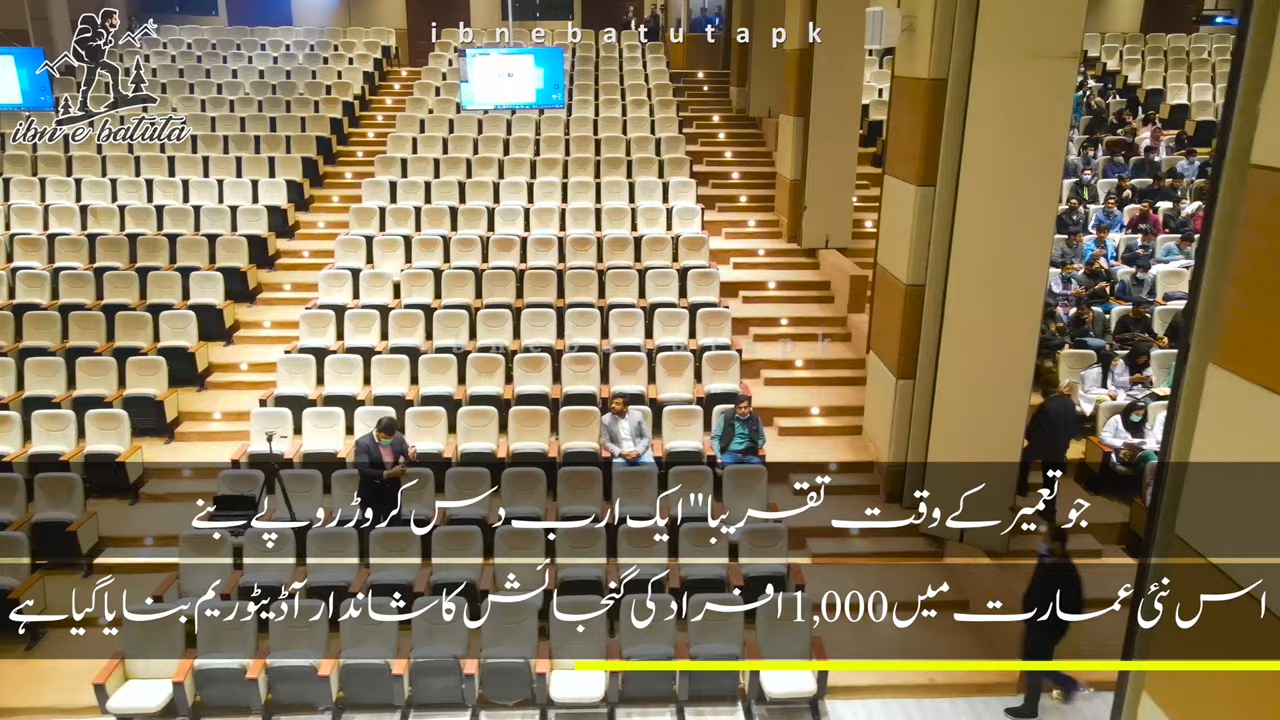 ibnebatutapk
ibn e batuta
ibnebatutapk
جو تعمیر کے وقت تقریبا" ایک ارب دس کروڑ روپے بنے
اس نئی عمارت میں 1,000 افراد کی گنجائش کا شاندار آڈیٹوریم بنایا گیا ہے